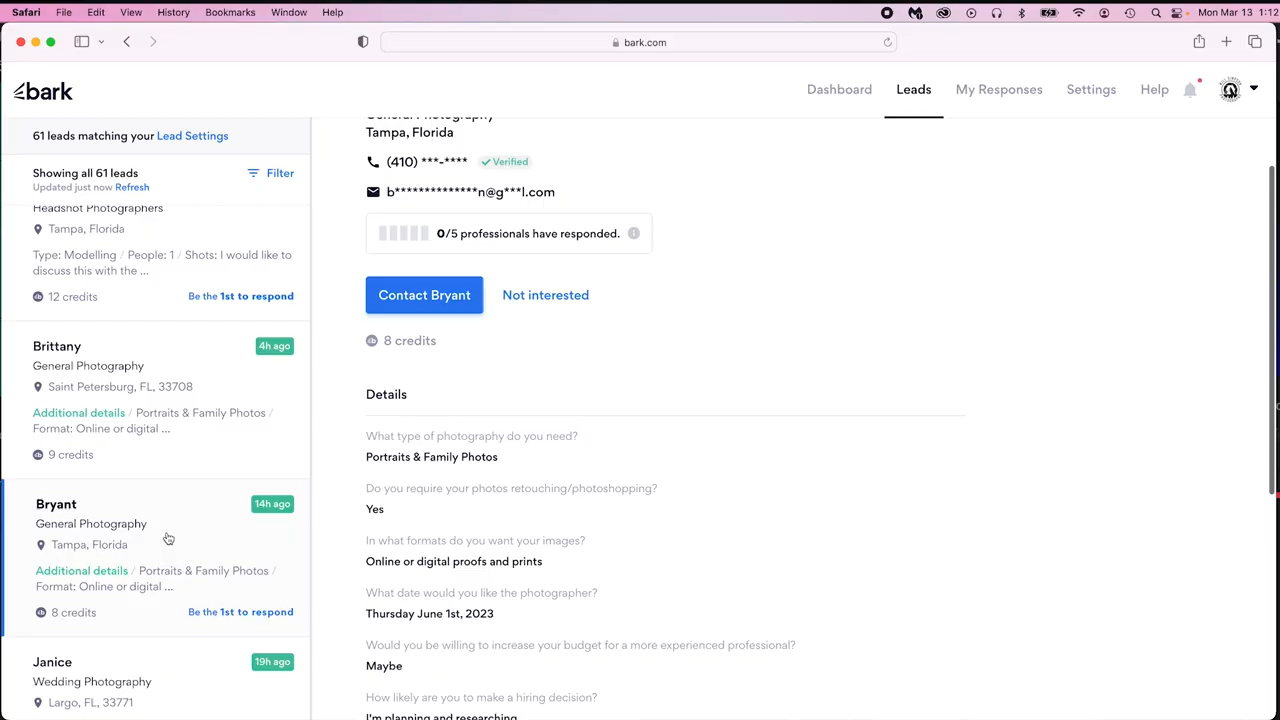 Safari File Edit View History Bookmarks Window Help Mon Mar 13 1:12
bark.com
bark Dashboard Leads My Responses Settings Help
61 leads matching your Lead Settings
Showing all 61 leads Filter
Updated just now Refresh
Headshot Photographers
Tampa, Florida
Type: Modelling / People: 1 / Shots: I would like to
discuss this with the ...
12 credits Be the 1st to respond
Brittany 4h ago
General Photography
Saint Petersburg, FL, 33708
Additional details / Portraits & Family Photos /
Format: Online or digital ...
9 credits
Bryant 14h ago
General Photography
Tampa, Florida
Additional details / Portraits & Family Photos /
Format: Online or digital ...
8 credits Be the 1st to respond
Janice 19h ago
Wedding Photography
Largo, FL, 33771
General Photography
Tampa, Florida
(410) ***-**** Verified
b**************n@g***l.com
0/5 professionals have responded.
Contact Bryant Not interested
8 credits
Details
What type of photography do you need?
Portraits & Family Photos
Do you require your photos retouching/photoshopping?
Yes
In what formats do you want your images?
Online or digital proofs and prints
What date would you like the photographer?
Thursday June 1st, 2023
Would you be willing to increase your budget for a more experienced professional?
Maybe
How likely are you to make a hiring decision?
I'm planning and researching